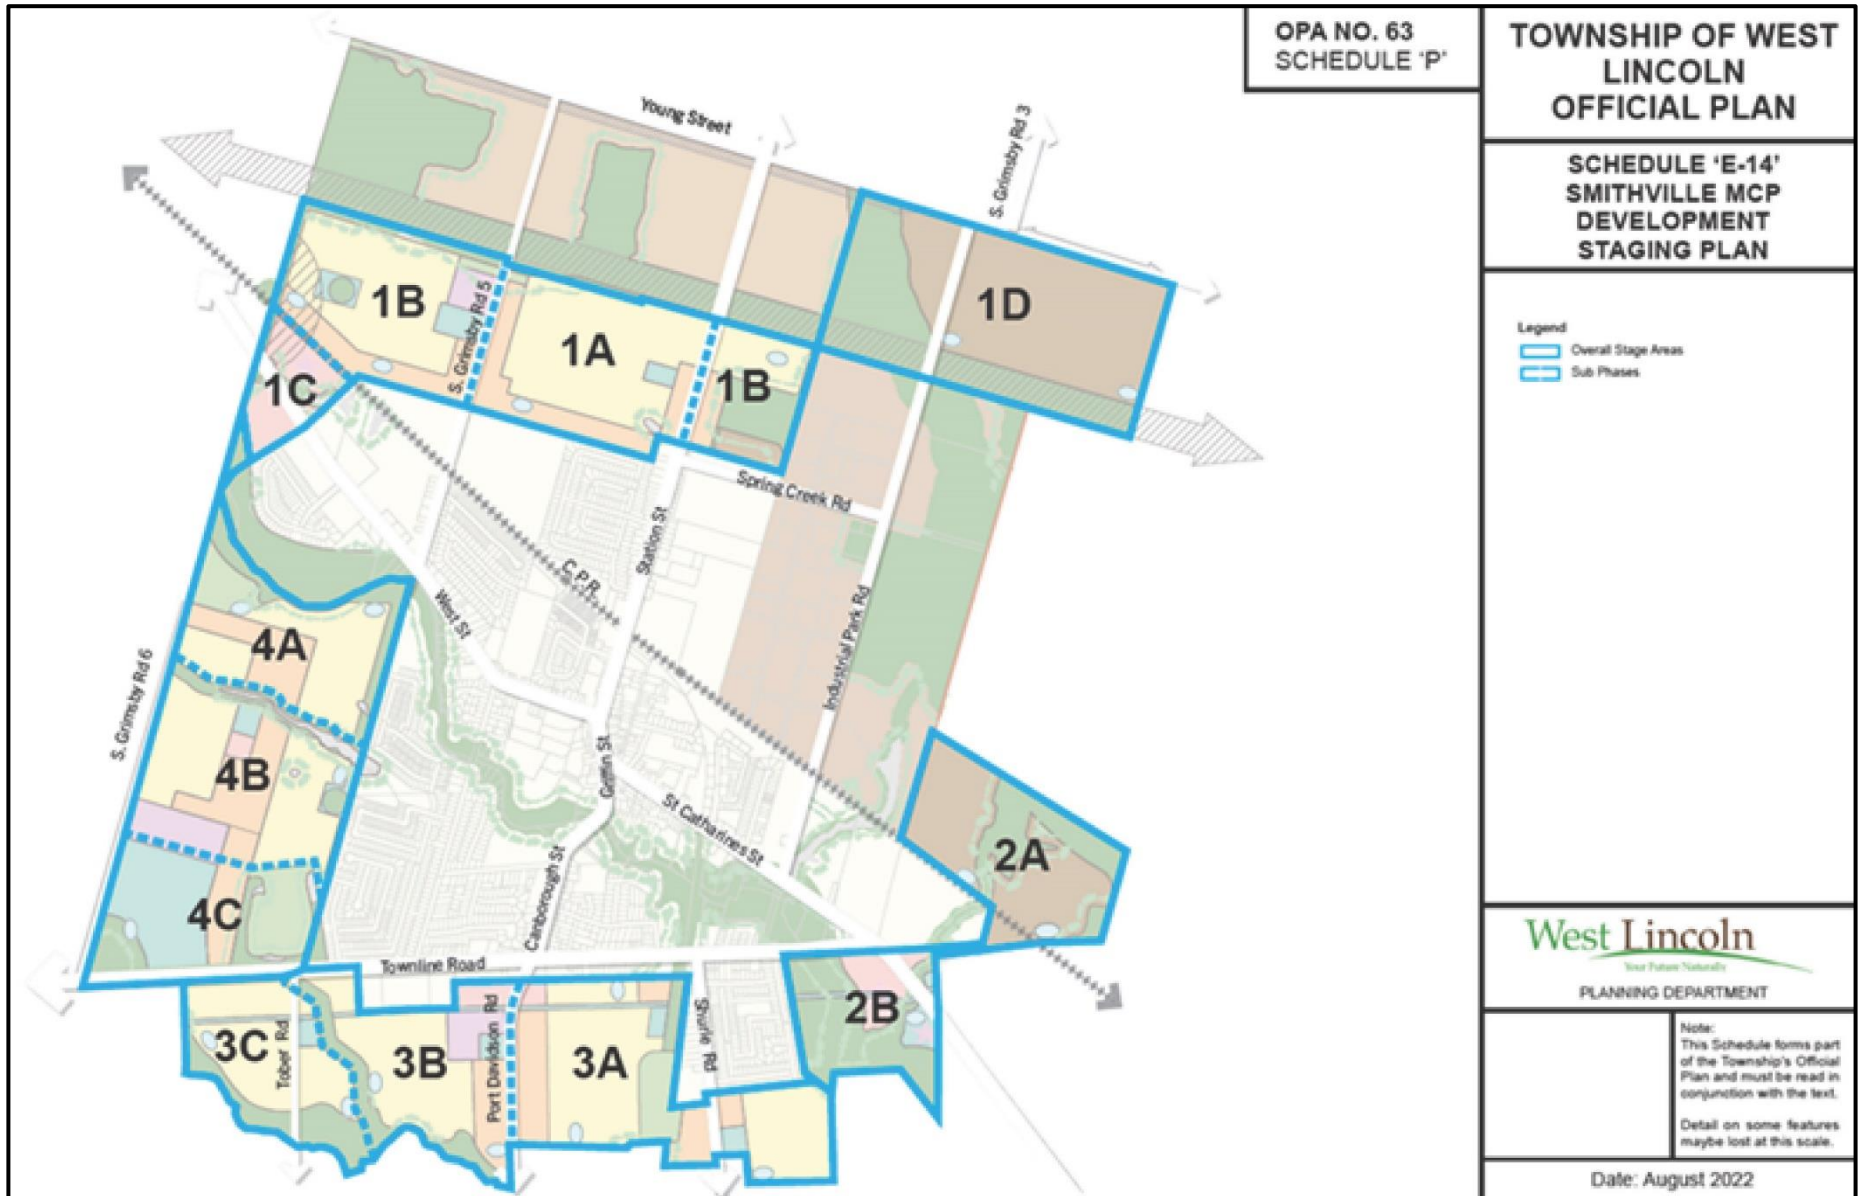 OPA NO. 63
SCHEDULE 'P'
TOWNSHIP OF WEST
LINCOLN
OFFICIAL PLAN
SCHEDULE 'E-14'
SMITHVILLE MCP
DEVELOPMENT
STAGING PLAN
Legend
Overall Stage Areas
Sub Phases
Young Street
S. Grimsby Rd 3
1B
S. Grimsby Rd 5
1A
1B
1D
1C
Spring Creek Rd
Station St
C.P.R.
West St
Industrial Park Rd
S. Grimsby Rd 6
4A
4B
4C
Griffin St
St Catharines St
Canborough St
Townline Road
2A
2B
3C
Tober Rd
3B
Port Davidson Rd
3A
Shurie Rd
West Lincoln
Your Future Naturally
PLANNING DEPARTMENT
Note:
This Schedule forms part
of the Township's Official
Plan and must be read in
conjunction with the text.
Detail on some features
maybe lost at this scale.
Date: August 2022